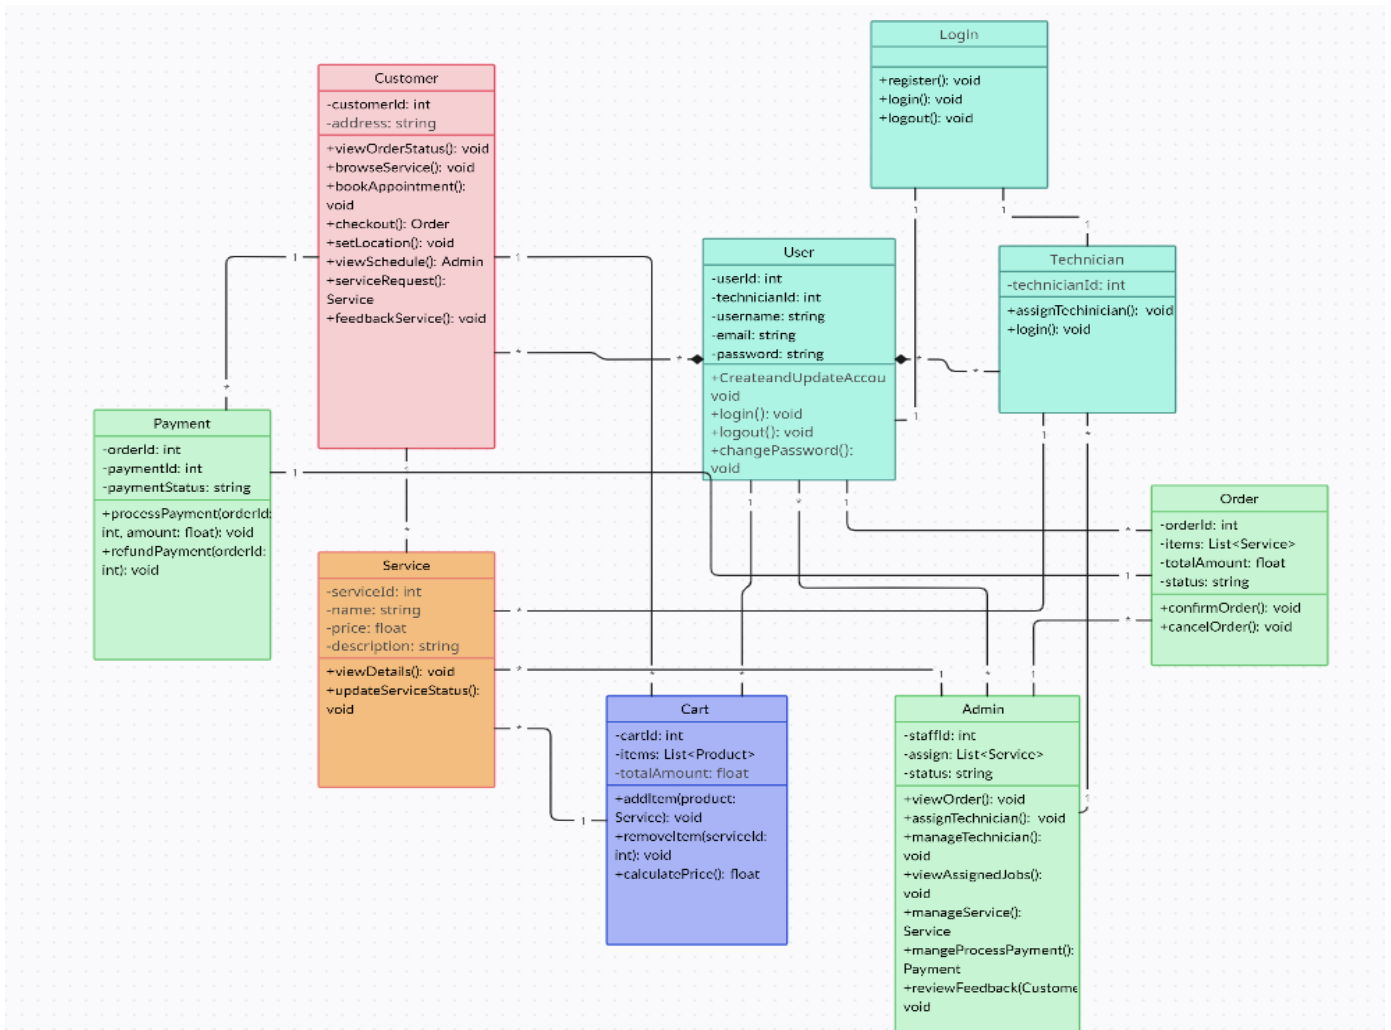 Login
+register(): void
+login(): void
+logout(): void
Customer
-customerId: int
-address: string
+viewOrderStatus(): void
+browseService(): void
+bookAppointment():
void
+checkout(): Order
+setLocation(): void
+viewSchedule(): Admin
+serviceRequest():
Service
+feedbackService(): void
User
-userId: int
-technicianId: int
-username: string
-email: string
-password: string
+CreateandUpdateAccou
void
+login(): void
+logout(): void
+changePassword():
void
Technician
-technicianId: int
+assignTechinician(): void
+login(): void
Payment
-orderId: int
-paymentId: int
-paymentStatus: string
+processPayment(orderId:
int, amount: float): void
+refundPayment(orderId:
int): void
Order
-orderId: int
-items: List<Service>
-totalAmount: float
-status: string
+confirmOrder(): void
+cancelOrder(): void
Service
-serviceId: int
-name: string
-price: float
-description: string
+viewDetails(): void
+updateServiceStatus():
void
Cart
-cartId: int
-items: List<Product>
-totalAmount: float
+addItem(product:
Service): void
+removeItem(serviceId:
int): void
+calculatePrice(): float
Admin
-staffId: int
-assign: List<Service>
-status: string
+viewOrder(): void
+assignTechnician(): void
+manageTechnician():
void
+viewAssignedJobs():
void
+manageService():
Service
+mangeProcessPayment():
Payment
+reviewFeedback(Custome
void